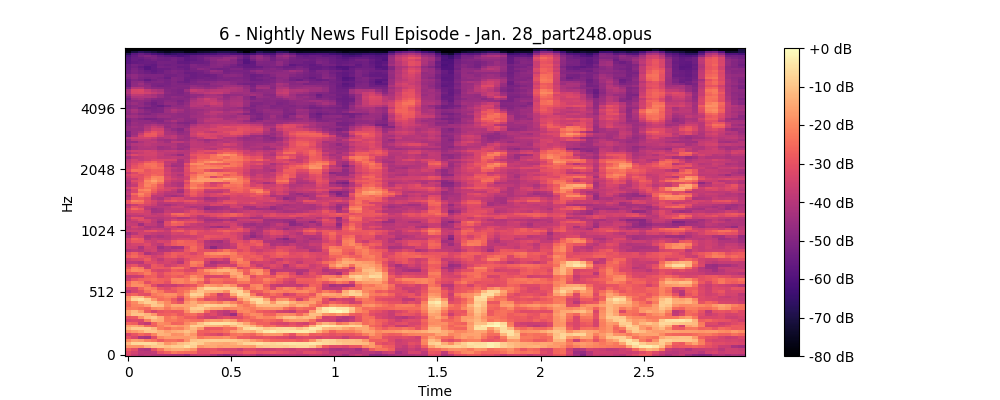 6 - Nightly News Full Episode - Jan. 28_part248.opus
Hz
4096
2048
1024
512
0
0
0.5
1
1.5
2
2.5
Time
+0 dB
-10 dB
-20 dB
-30 dB
-40 dB
-50 dB
-60 dB
-70 dB
-80 dB